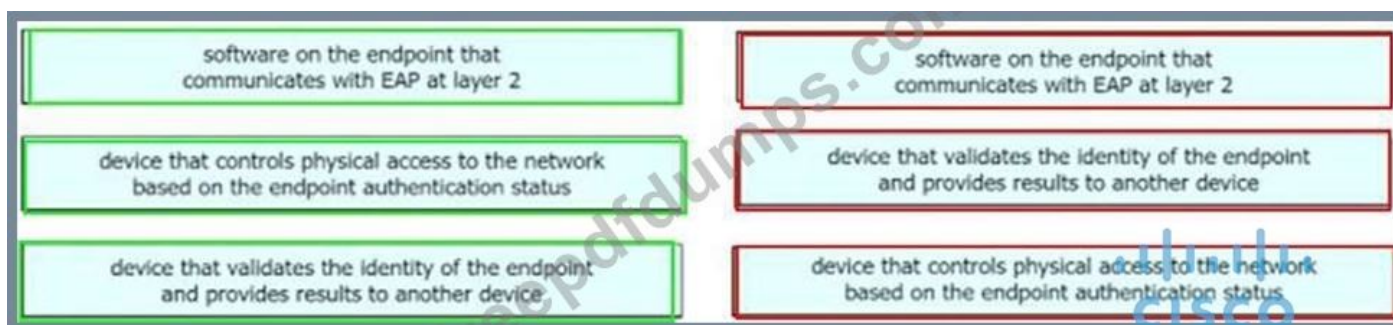 software on the endpoint that
communicates with EAP at layer 2
device that controls physical access to the network
based on the endpoint authentication status
device that validates the identity of the endpoint
and provides results to another device
software on the endpoint that
communicates with EAP at layer 2
device that validates the identity of the endpoint
and provides results to another device
device that controls physical access to the network
based on the endpoint authentication status
CISCO